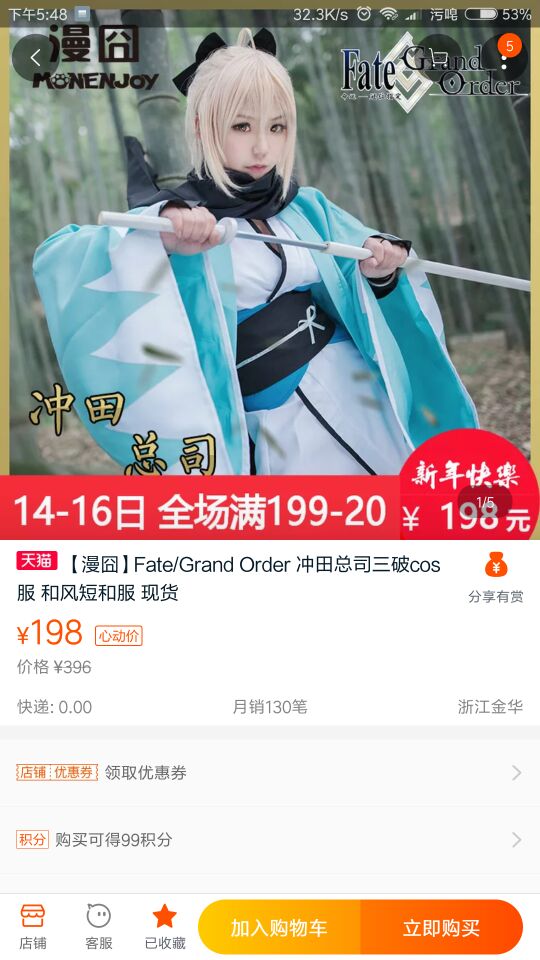 下午5:48
32.3K/s
污吨
53%
漫囧
MONENJOY
5
Fate Grand Order
冲田
总司
新年快乐
1/5
14-16日 全场满199-20
¥ 198元
天猫 【漫囧】Fate/Grand Order 冲田总司三破cos
服 和风短和服 现货
分享有赏
¥198 心动价
价格 ¥396
快递: 0.00
月销130笔
浙江金华
店铺 优惠券 领取优惠券
积分 购买可得99积分
店铺
客服
已收藏
加入购物车
立即购买